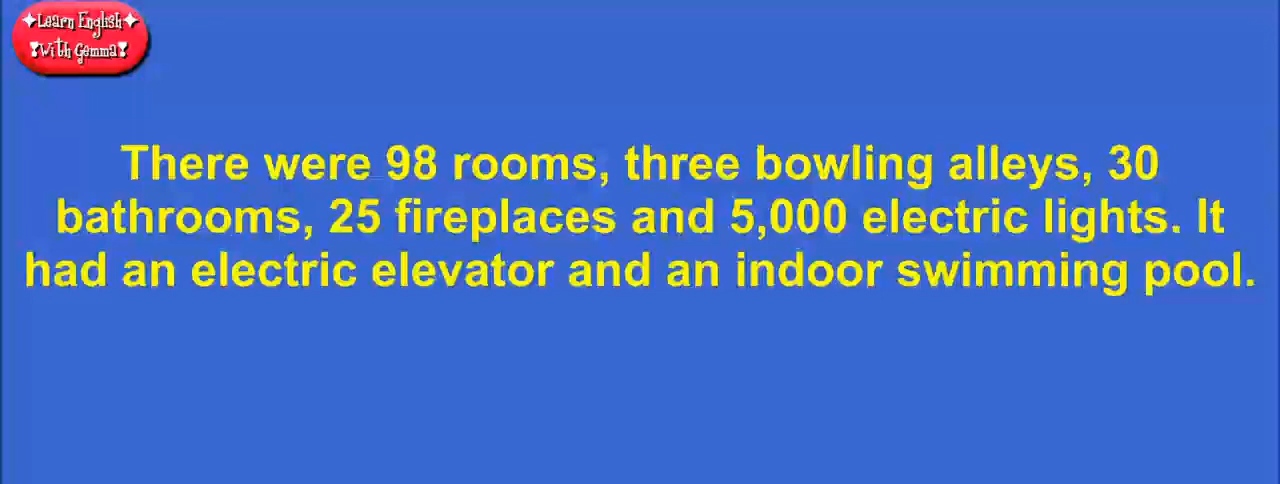 ✦Learn English✦
❣With Gemma❣
There were 98 rooms, three bowling alleys, 30
bathrooms, 25 fireplaces and 5,000 electric lights. It
had an electric elevator and an indoor swimming pool.